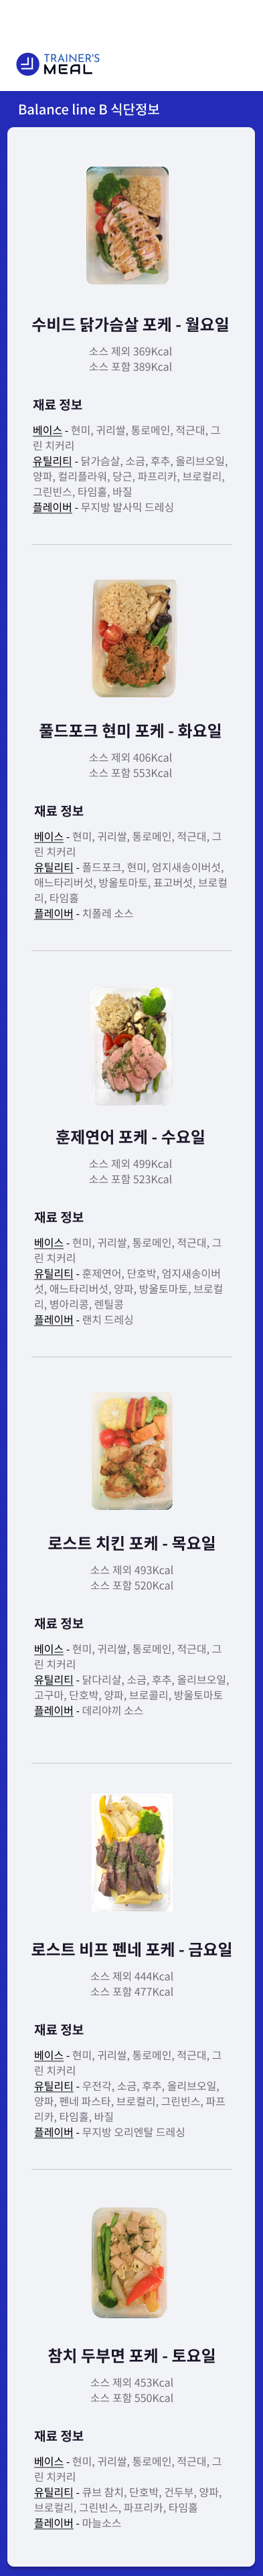 TRAINER'S
MEAL
Balance line B 식단정보
수비드 닭가슴살 포케 - 월요일
소스 제외 369Kcal
소스 포함 389Kcal
재료 정보
베이스 - 현미, 귀리쌀, 통로메인, 적근대, 그
린 치커리
유틸리티 - 닭가슴살, 소금, 후추, 올리브오일,
양파, 컬리플라워, 당근, 파프리카, 브로컬리,
그린빈스, 타임홀, 바질
플레이버 - 무지방 발사믹 드레싱
풀드포크 현미 포케 - 화요일
소스 제외 406Kcal
소스 포함 553Kcal
재료 정보
베이스 - 현미, 귀리쌀, 통로메인, 적근대, 그
린 치커리
유틸리티 - 폴드포크, 현미, 엄지새송이버섯,
애느타리버섯, 방울토마토, 표고버섯, 브로컬
리, 타임홀
플레이버 - 치폴레 소스
훈제연어 포케 - 수요일
소스 제외 499Kcal
소스 포함 523Kcal
재료 정보
베이스 - 현미, 귀리쌀, 통로메인, 적근대, 그
린 치커리
유틸리티 - 훈제연어, 단호박, 엄지새송이버
섯, 애느타리버섯, 양파, 방울토마토, 브로컬
리, 병아리콩, 렌틸콩
플레이버 - 랜치 드레싱
로스트 치킨 포케 - 목요일
소스 제외 493Kcal
소스 포함 520Kcal
재료 정보
베이스 - 현미, 귀리쌀, 통로메인, 적근대, 그
린 치커리
유틸리티 - 닭다리살, 소금, 후추, 올리브오일,
고구마, 단호박, 양파, 브로콜리, 방울토마토
플레이버 - 데리야끼 소스
로스트 비프 펜네 포케 - 금요일
소스 제외 444Kcal
소스 포함 477Kcal
재료 정보
베이스 - 현미, 귀리쌀, 통로메인, 적근대, 그
린 치커리
유틸리티 - 우전각, 소금, 후추, 올리브오일,
양파, 펜네 파스타, 브로컬리, 그린빈스, 파프
리카, 타임홀, 바질
플레이버 - 무지방 오리엔탈 드레싱
참치 두부면 포케 - 토요일
소스 제외 453Kcal
소스 포함 550Kcal
재료 정보
베이스 - 현미, 귀리쌀, 통로메인, 적근대, 그
린 치커리
유틸리티 - 큐브 참치, 단호박, 건두부, 양파,
브로컬리, 그린빈스, 파프리카, 타임홀
플레이버 - 마늘소스